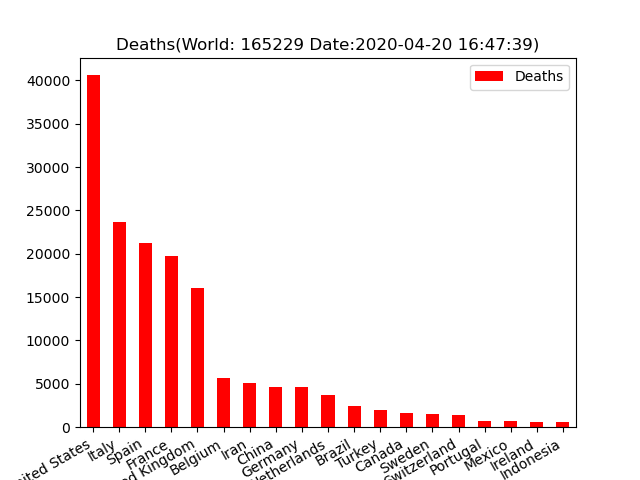 Deaths(World: 165229 Date:2020-04-20 16:47:39)
Deaths
40000
35000
30000
25000
20000
15000
10000
5000
0
ited States
Italy
Spain
France
d Kingdom
Belgium
Iran
China
Germany
etherlands
Brazil
Turkey
Canada
Sweden
Switzerland
Portugal
Mexico
Ireland
Indonesia